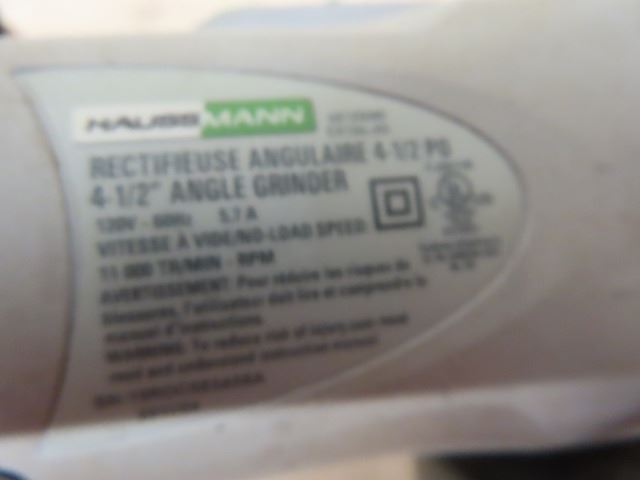 HAUSSMANN
RECTIFIEUSE ANGULAIRE 4-1/2 PO
4-1/2" ANGLE GRINDER
120V - 60Hz 5.7 A
VITESSE À VIDE/NO-LOAD SPEED:
11 000 TR/MIN - RPM
AVERTISSEMENT: Pour réduire les risques de
blessures, l'utilisateur doit lire et comprendre le
manuel d'instructions.
WARNING: To reduce risk of injury, user must
read and understand instruction manual.